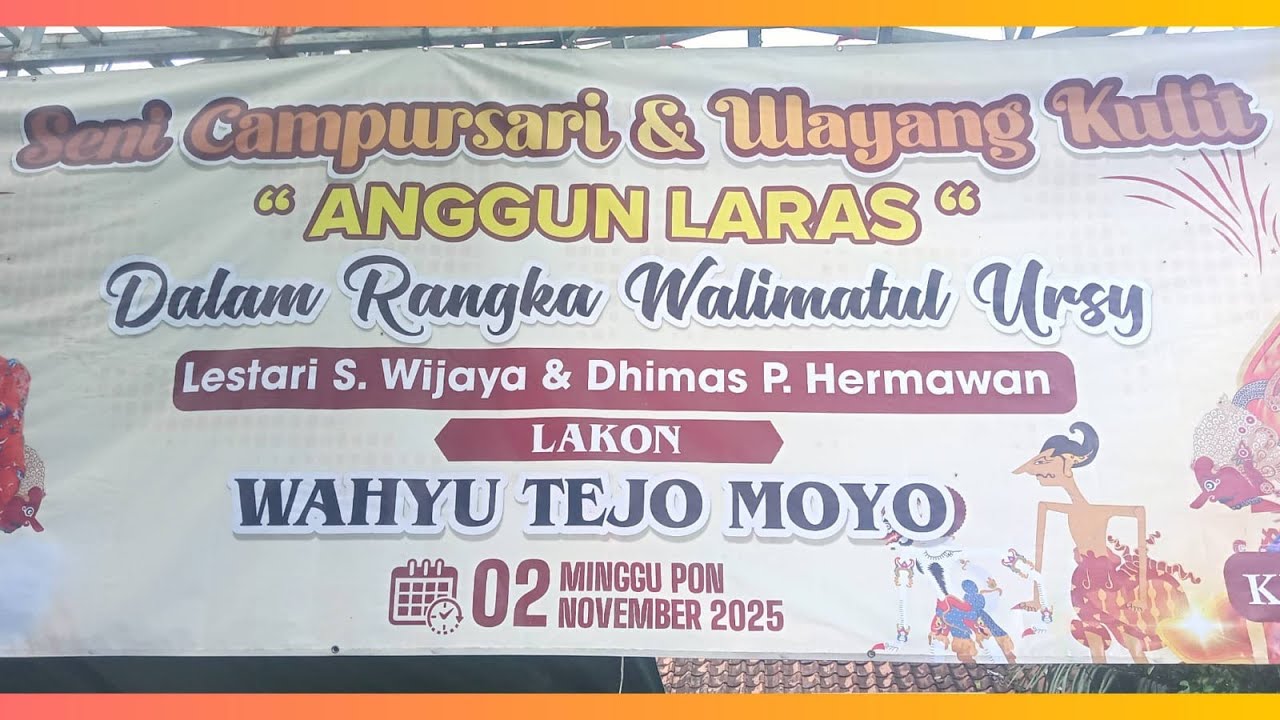 Seni Campursari & Wayang Kulit
“ ANGGUN LARAS “
Dalam Rangka Walimatul Ursy
Lestari S. Wijaya & Dhimas P. Hermawan
LAKON
WAHYU TEJO MOYO
02 MINGGU PON
NOVEMBER 2025